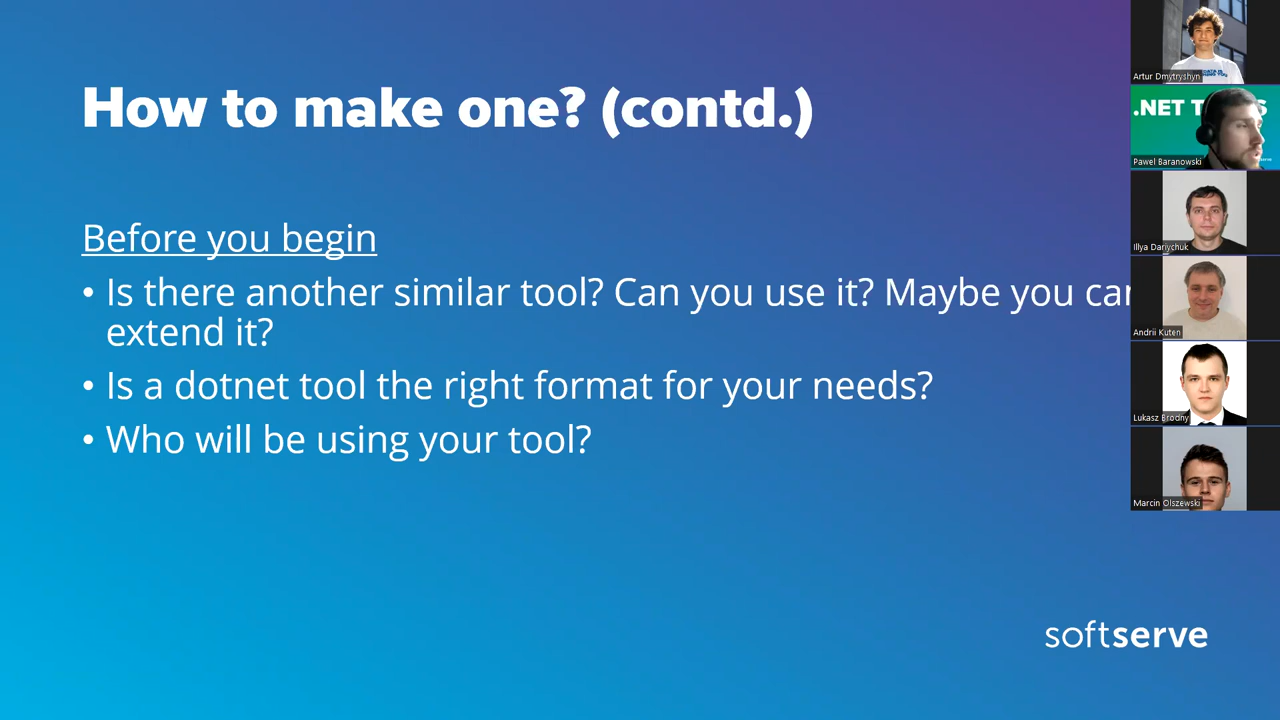 How to make one? (contd.)
Before you begin
• Is there another similar tool? Can you use it? Maybe you can
extend it?
• Is a dotnet tool the right format for your needs?
• Who will be using your tool?
softserve
Artur Dmytryshyn
.NET T S
Pawel Baranowski
Illya Danychuk
Andrii Kuten
Lukasz Brodny
Marcin Olszewski